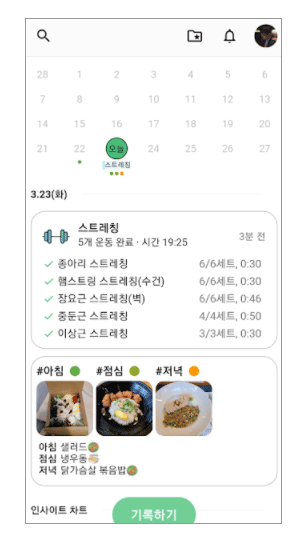 28 1 2 3 4 5 6
7 8 9 10 11 12 13
14 15 16 17 18 19 20
21 22 오늘 24 25 26 27
스트레칭
3.23(화)
스트레칭
5개 운동 완료 · 시간 19:25
3분 전
종아리 스트레칭 6/6세트, 0:30
햄스트링 스트레칭(수건) 6/6세트, 0:30
장요근 스트레칭(벽) 6/6세트, 0:46
중둔근 스트레칭 4/4세트, 0:50
이상근 스트레칭 3/3세트, 0:30
#아침 #점심 #저녁
아침 샐러드
점심 냉우동
저녁 닭가슴살 볶음밥
인사이트 차트
기록하기